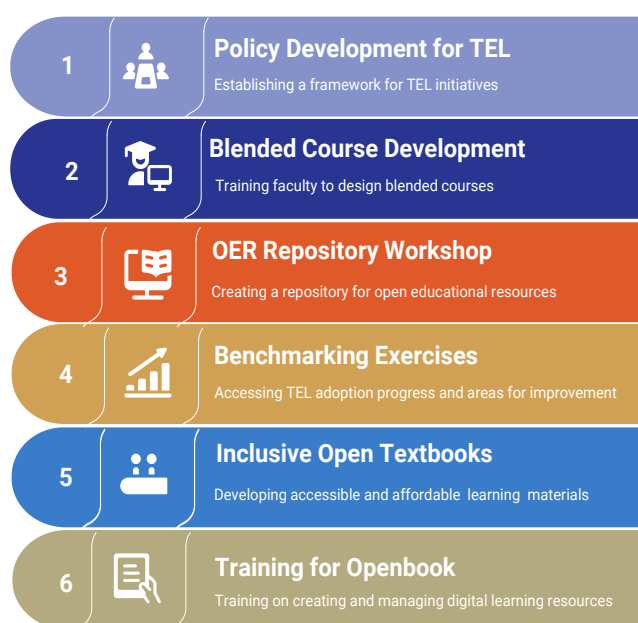 1
Policy Development for TEL
Establishing a framework for TEL initiatives
2
Blended Course Development
Training faculty to design blended courses
3
OER Repository Workshop
Creating a repository for open educational resources
4
Benchmarking Exercises
Accessing TEL adoption progress and areas for improvement
5
Inclusive Open Textbooks
Developing accessible and affordable learning materials
6
Training for Openbook
Training on creating and managing digital learning resources